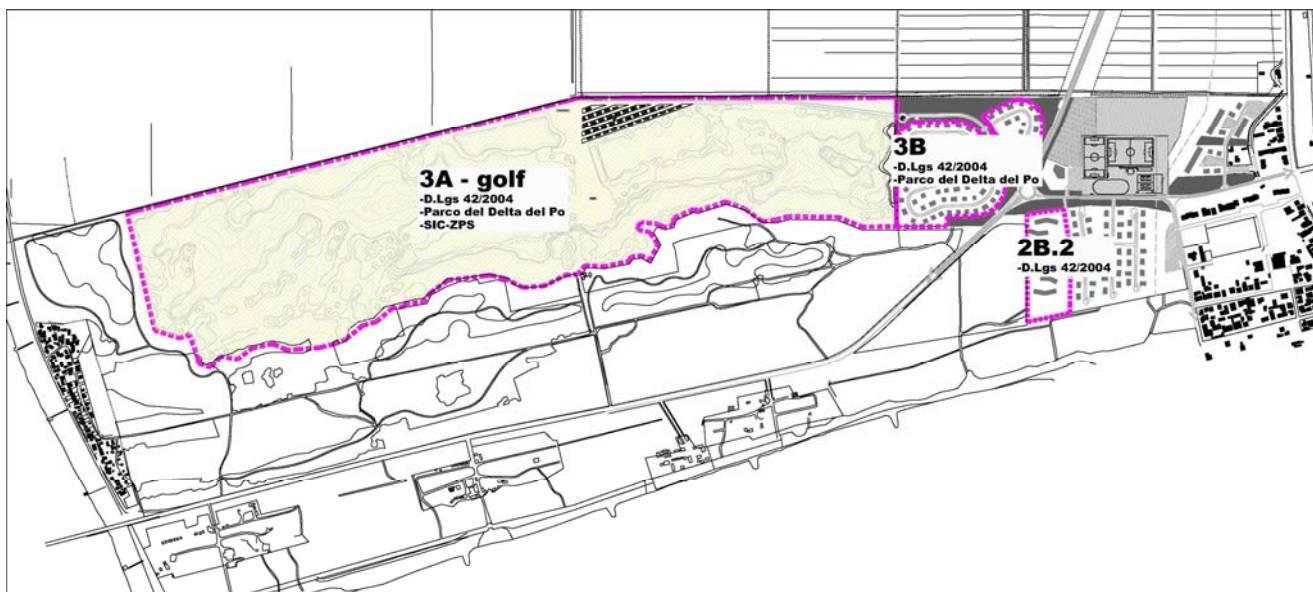 3A - golf
-D.Lgs 42/2004
-Parco del Delta del Po
-SIC-ZPS
3B
-D.Lgs 42/2004
-Parco del Delta del Po
2B.2
-D.Lgs 42/2004